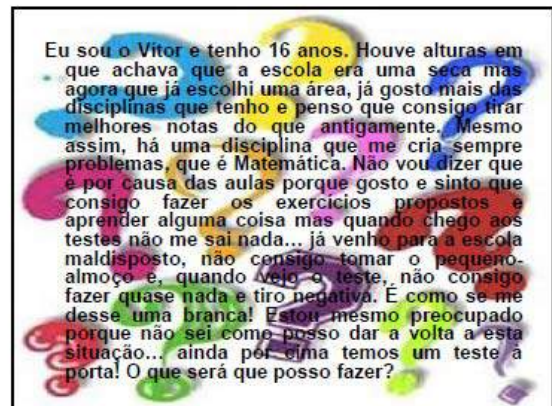 Eu sou o Vítor e tenho 16 anos. Houve alturas em
que achava que a escola era uma seca mas
agora que já escolhi uma área, já gosto mais das
disciplinas que tenho e penso que consigo tirar
melhores notas do que antigamente. Mesmo
assim, há uma disciplina que me cria sempre
problemas, que é Matemática. Não vou dizer que
é por causa das aulas porque gosto e sinto que
consigo fazer os exercícios propostos e
aprender alguma coisa mas quando chego aos
testes não me sai nada... já venho para a escola
maldisposto, não consigo tomar o pequeno-
almoço e, quando vejo o teste, não consigo
fazer quase nada e tiro negativa. É como se me
desse uma branca! Estou mesmo preocupado
porque não sei como posso dar a volta a esta
situação... ainda por cima temos um teste à
porta! O que será que posso fazer?